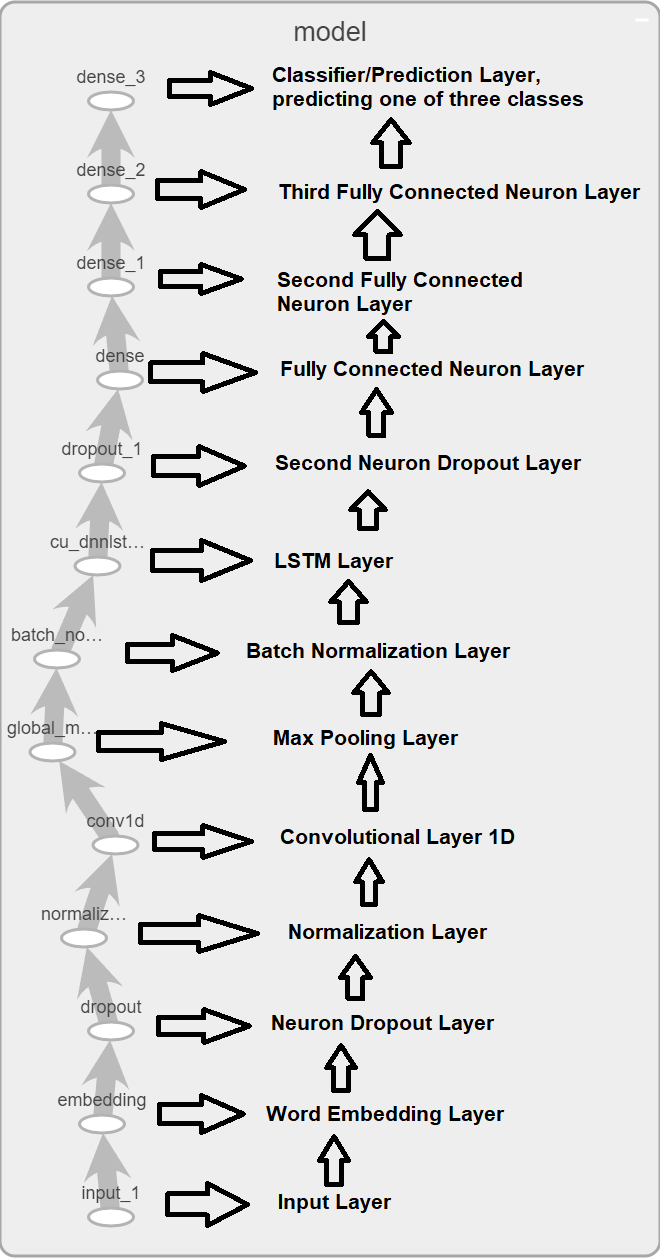 model
dense_3
Classifier/Prediction Layer,
predicting one of three classes
dense_2
Third Fully Connected Neuron Layer
dense_1
Second Fully Connected
Neuron Layer
dense
Fully Connected Neuron Layer
dropout_1
Second Neuron Dropout Layer
cu_dnnlst...
LSTM Layer
batch_no...
Batch Normalization Layer
global_m...
Max Pooling Layer
conv1d
Convolutional Layer 1D
normaliz...
Normalization Layer
dropout
Neuron Dropout Layer
embedding
Word Embedding Layer
input_1
Input Layer